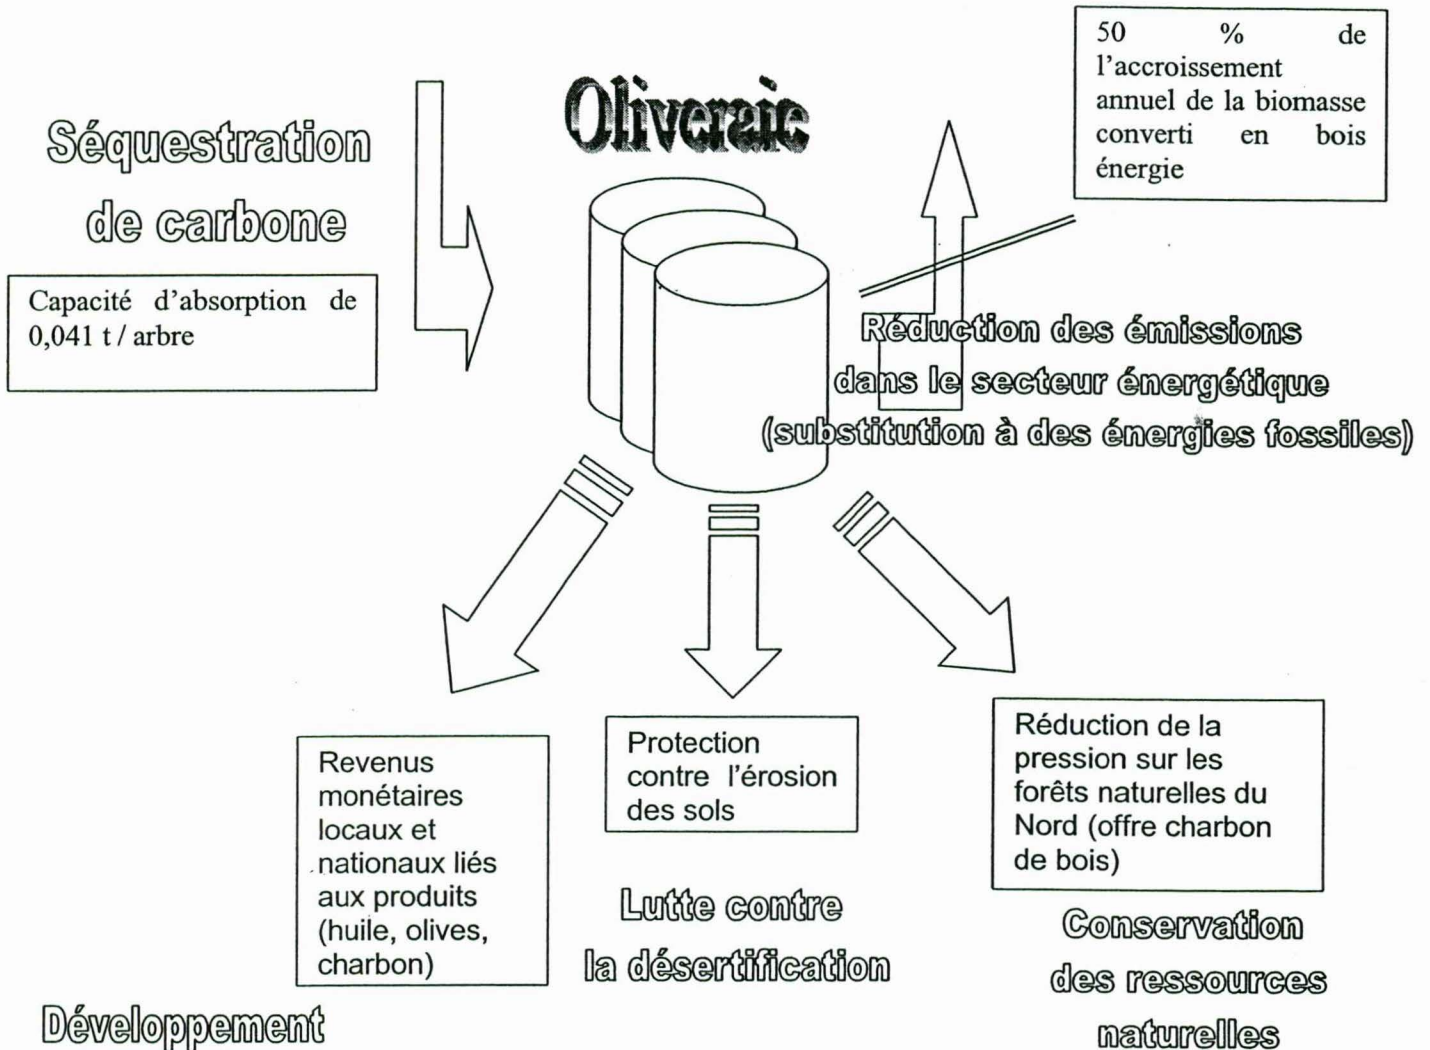 Oliveraie
Séquestration
de carbone
Capacité d'absorption de
0,041 t / arbre
50 % de
l'accroissement
annuel de la biomasse
converti en bois
énergie
Réduction des émissions
dans le secteur énergétique
(substitution à des énergies fossiles)
Revenus
monétaires
locaux et
nationaux liés
aux produits
(huile, olives,
charbon)
Développement
Protection
contre l'érosion
des sols
Lutte contre
la désertification
Réduction de la
pression sur les
forêts naturelles du
Nord (offre charbon
de bois)
Conservation
des ressources
naturelles